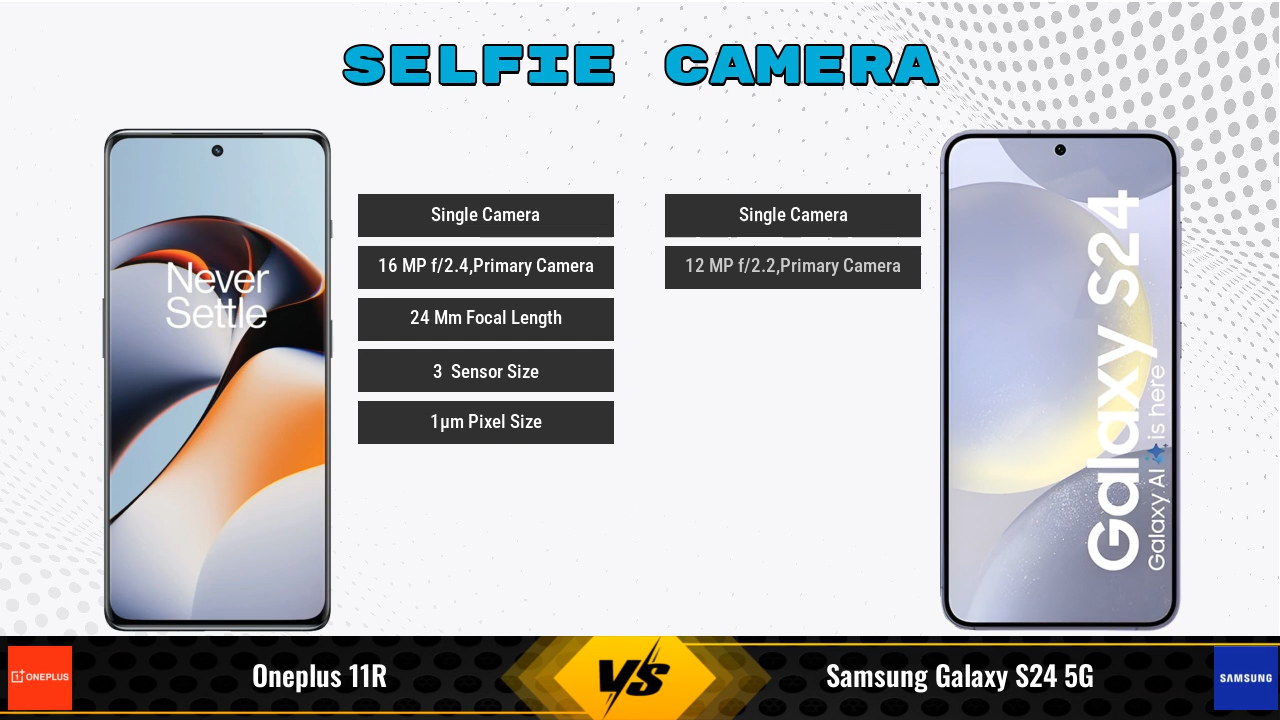 SELFIE CAMERA
Never
Settle
Single Camera
16 MP f/2.4,Primary Camera
24 Mm Focal Length
3 Sensor Size
1µm Pixel Size
Single Camera
12 MP f/2.2,Primary Camera
Galaxy S24
Galaxy AI is here
1+ ONEPLUS
Oneplus 11R
VS
Samsung Galaxy S24 5G
SAMSUNG